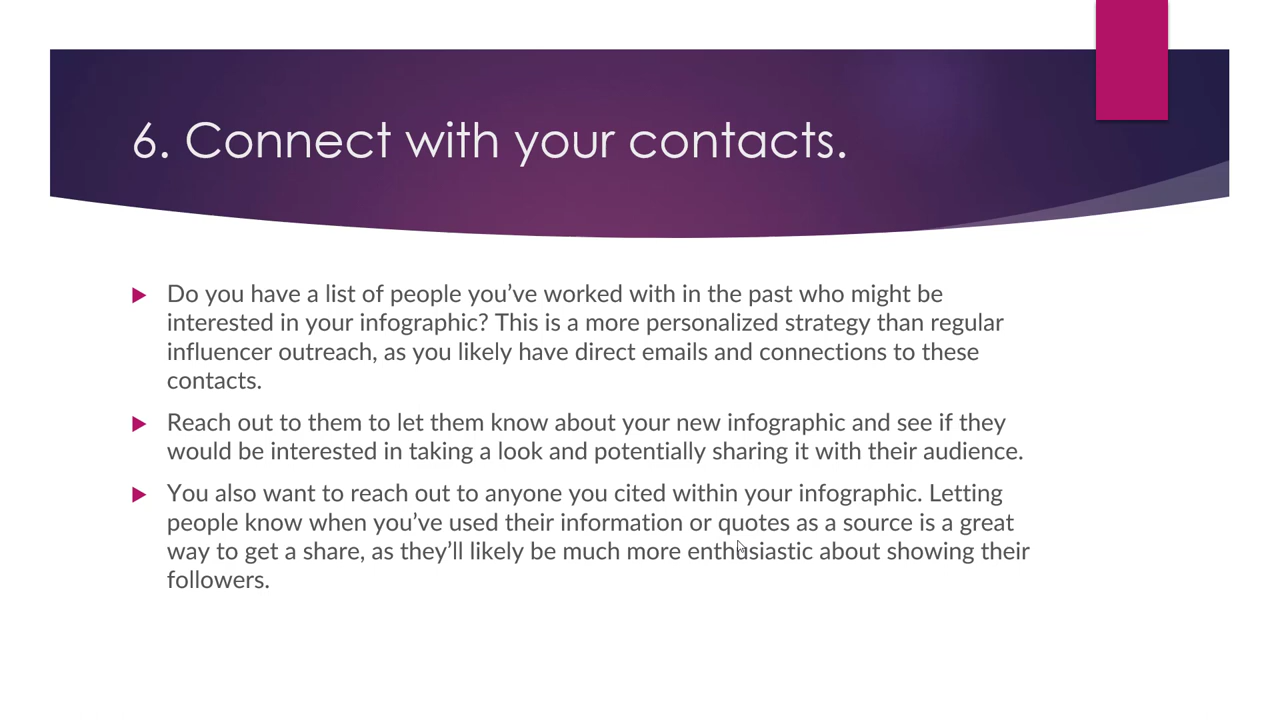 6. Connect with your contacts.
Do you have a list of people you’ve worked with in the past who might be
interested in your infographic? This is a more personalized strategy than regular
influencer outreach, as you likely have direct emails and connections to these
contacts.
Reach out to them to let them know about your new infographic and see if they
would be interested in taking a look and potentially sharing it with their audience.
You also want to reach out to anyone you cited within your infographic. Letting
people know when you’ve used their information or quotes as a source is a great
way to get a share, as they’ll likely be much more enthusiastic about showing their
followers.